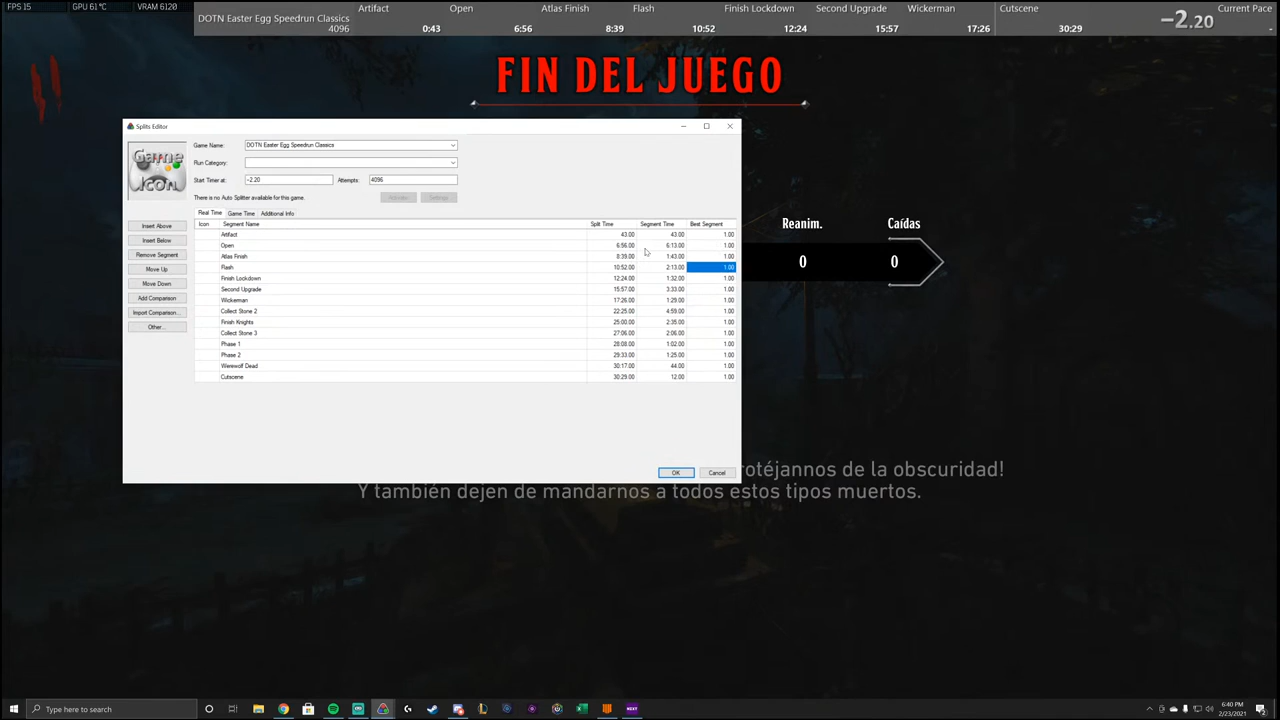 FPS 15 GPU 61°C VRAM 6120
DOTN Easter Egg Speedrun Classics
4096
Artifact Open Atlas Finish Flash Finish Lockdown Second Upgrade Wickerman Cutscene Current Pace
0:43 6:56 8:39 10:52 12:24 15:57 17:26 30:29 -
−2.20
FIN DEL JUEGO
Splits Editor
Game Icon
Game Name: DOTN Easter Egg Speedrun Classics
Run Category:
Start Timer at: −2.20 Attempts: 4096
There is no Auto Splitter available for this game. Activate Settings
Real Time Game Time Additional Info
Icon Segment Name Split Time Segment Time Best Segment
Artifact 43.00 43.00 1.00
Open 6:56.00 6:13.00 1.00
Atlas Finish 8:39.00 1:43.00 1.00
Flash 10:52.00 2:13.00 1.00
Finish Lockdown 12:24.00 1:32.00 1.00
Second Upgrade 15:57.00 3:33.00 1.00
Wickerman 17:26.00 1:29.00 1.00
Collect Stone 2 22:25.00 4:59.00 1.00
Finish Knights 25:00.00 2:35.00 1.00
Collect Stone 3 27:06.00 2:06.00 1.00
Phase 1 28:08.00 1:02.00 1.00
Phase 2 29:33.00 1:25.00 1.00
Werewolf Dead 30:17.00 44.00 1.00
Cutscene 30:29.00 12.00 1.00
Insert Above
Insert Below
Remove Segment
Move Up
Move Down
Add Comparison
Import Comparison...
Other...
OK Cancel
Reanim. Caídas
0 0
rotéjannos de la obscuridad!
Y también dejen de mandarnos a todos estos tipos muertos.
Type here to search
NZXT
6:40 PM
2/23/2021